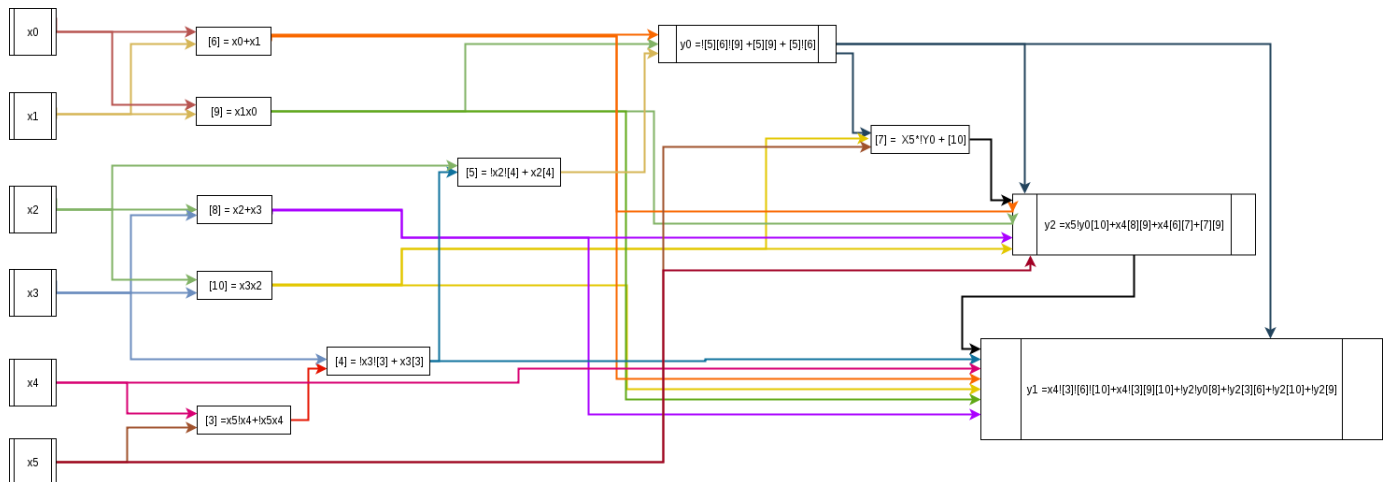 x0
[6] = x0+x1
y0 =![5][6]![9] +[5][9] + [5]![6]
x1
[9] = x1x0
[7] =  X5*!Y0 + [10]
[5] = !x2![4] + x2[4]
x2
[8] = x2+x3
y2 =x5!y0[10]+x4[8][9]+x4[6][7]+[7][9]
x3
[10] = x3x2
[4] = !x3![3] + x3[3]
x4
y1 =x4![3]![6]![10]+x4![3][9][10]+!y2!y0[8]+!y2[3][6]+!y2[10]+!y2[9]
[3] =x5!x4+!x5x4
x5